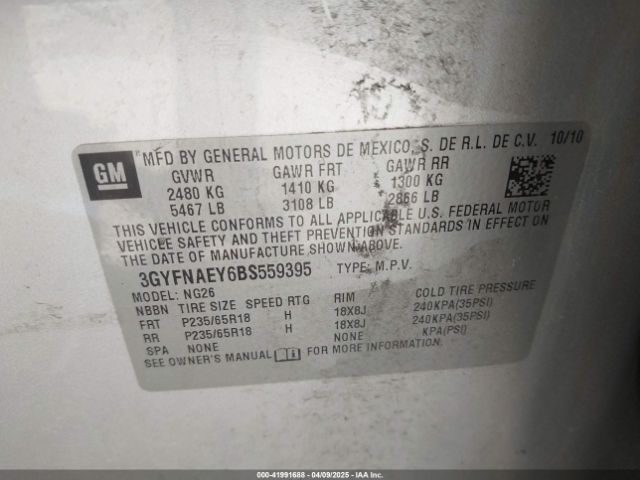 GM
MFD BY GENERAL MOTORS DE MEXICO, S. DE R.L. DE C.V. 10/10
GVWR GAWR FRT GAWR RR
2480 KG 1410 KG 1300 KG
5467 LB 3108 LB 2866 LB
THIS VEHICLE CONFORMS TO ALL APPLICABLE U.S. FEDERAL MOTOR
VEHICLE SAFETY AND THEFT PREVENTION STANDARDS IN EFFECT ON
THE DATE OF MANUFACTURE SHOWN ABOVE.
3GYFNAEY6BS559395 TYPE: M.P.V.
MODEL: NG26
NBBN TIRE SIZE SPEED RTG RIM COLD TIRE PRESSURE
FRT P235/65R18 H 18X8J 240KPA(35PSI)
RR P235/65R18 H 18X8J 240KPA(35PSI)
SPA NONE NONE KPA(PSI)
SEE OWNER'S MANUAL FOR MORE INFORMATION.
000-41991688 - 04/09/2025 - IAA Inc.